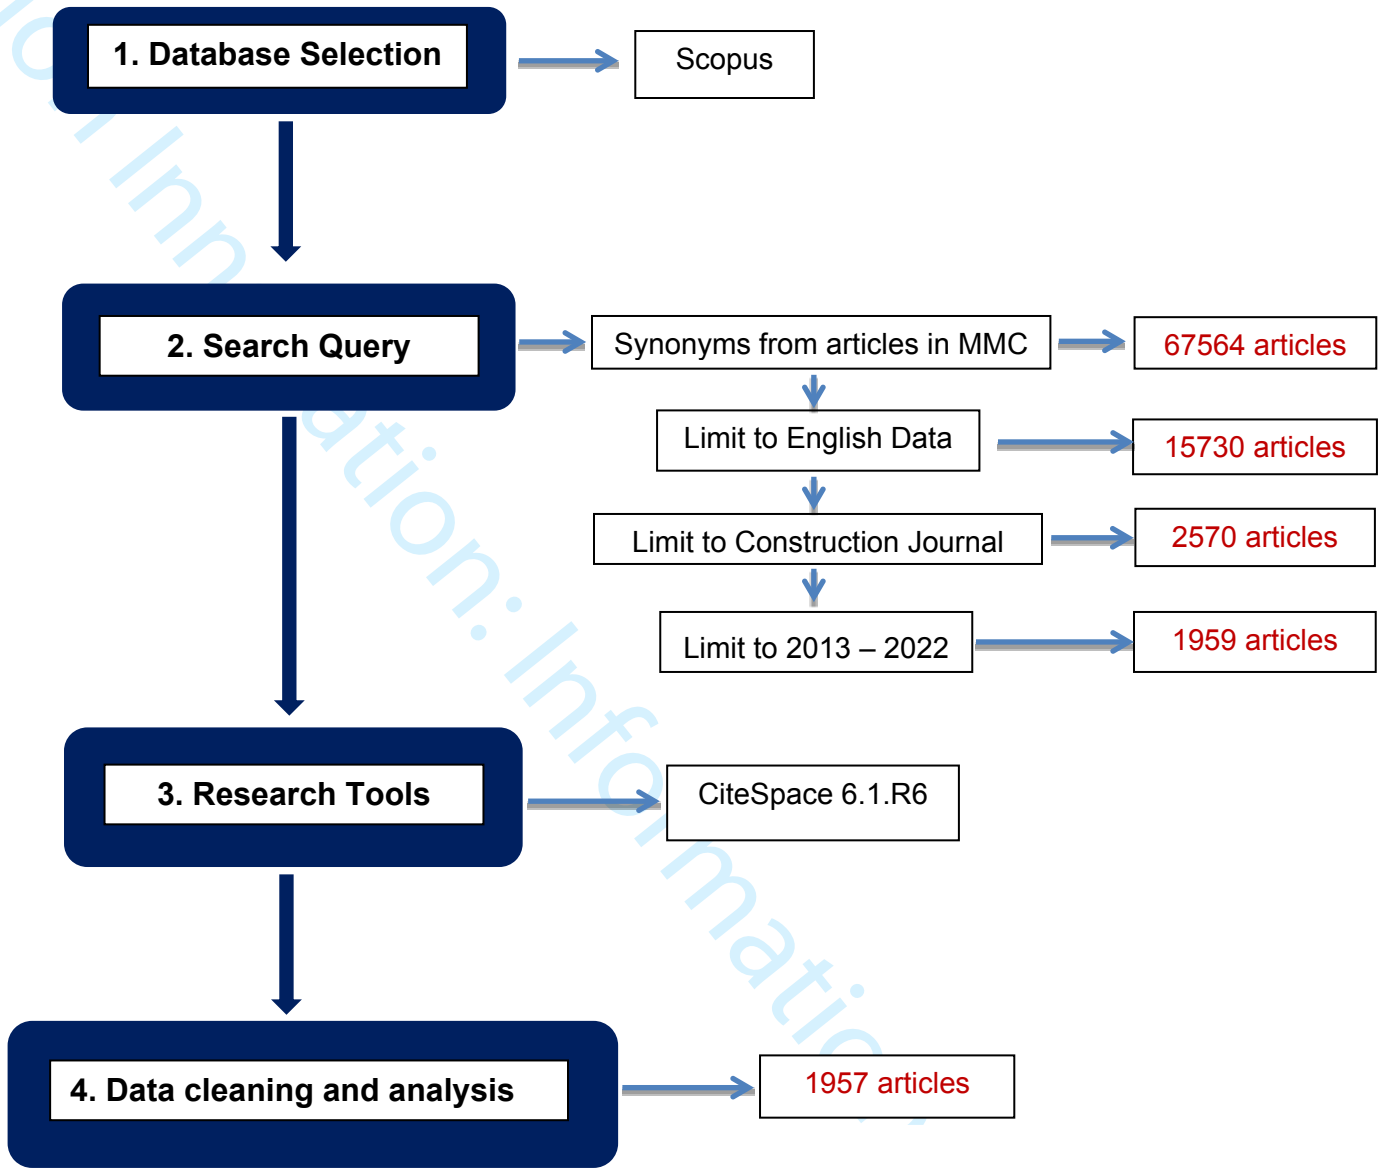 1. Database Selection
Scopus
2. Search Query
Synonyms from articles in MMC
67564 articles
Limit to English Data
15730 articles
Limit to Construction Journal
2570 articles
Limit to 2013 – 2022
1959 articles
3. Research Tools
CiteSpace 6.1.R6
4. Data cleaning and analysis
1957 articles